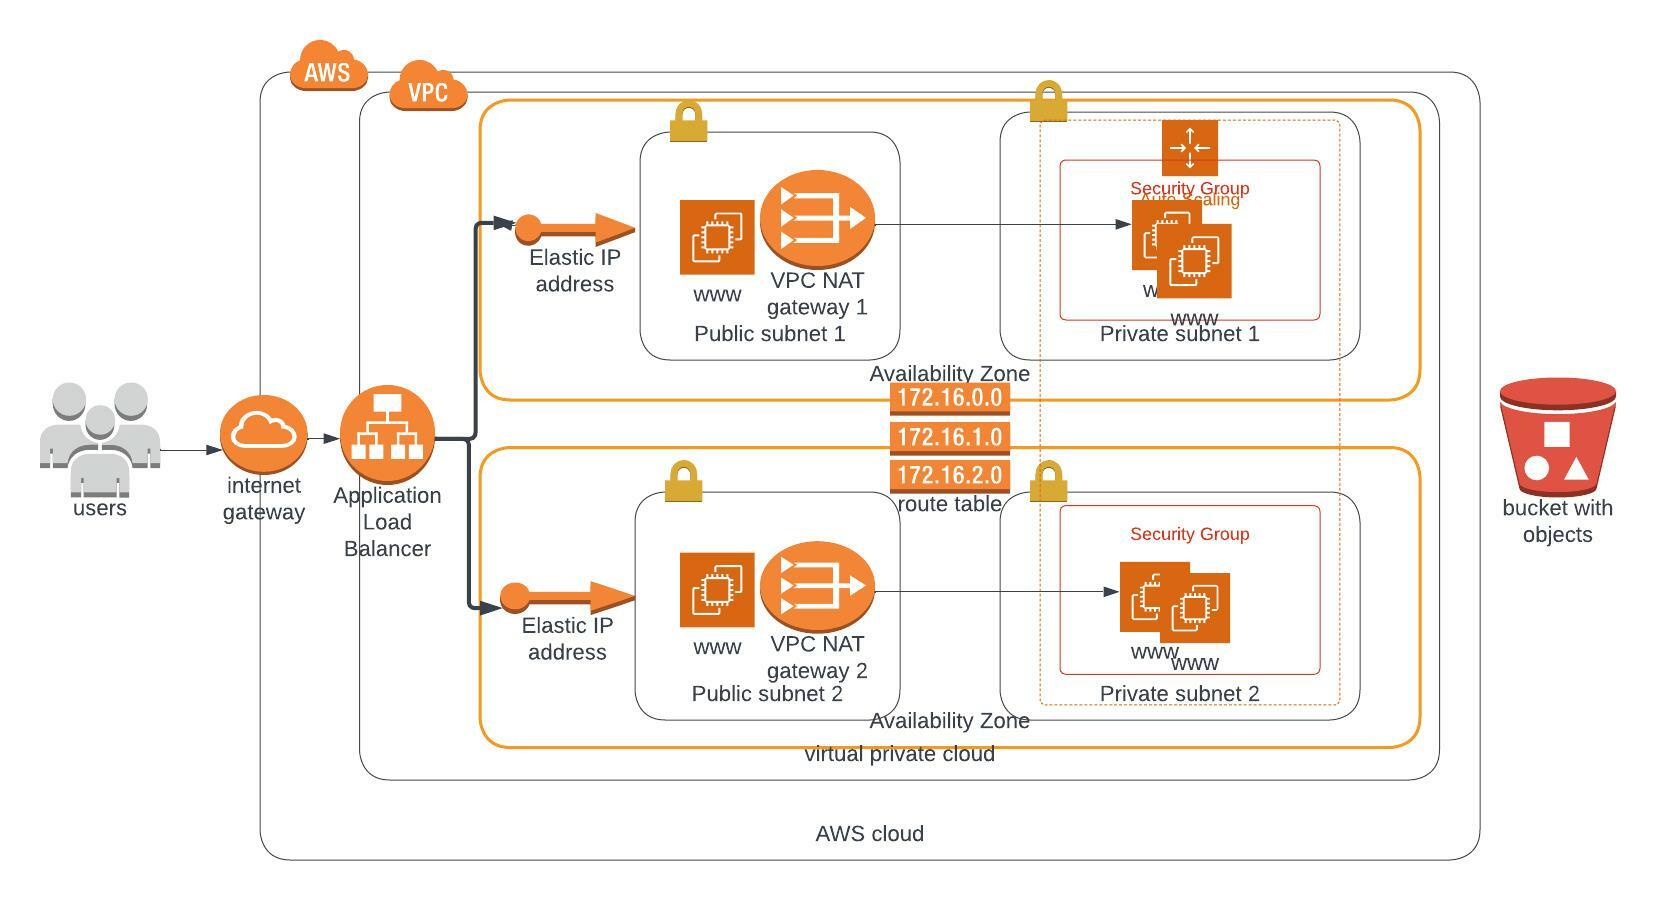 AWS
VPC
Security Group
Auto Scaling
Elastic IP
address
www
VPC NAT
gateway 1
Public subnet 1
w
www
Private subnet 1
Availability Zone
172.16.0.0
172.16.1.0
172.16.2.0
route table
users
internet
gateway
Application
Load
Balancer
bucket with
objects
Security Group
Elastic IP
address
www
VPC NAT
gateway 2
Public subnet 2
www
www
Private subnet 2
Availability Zone
virtual private cloud
AWS cloud